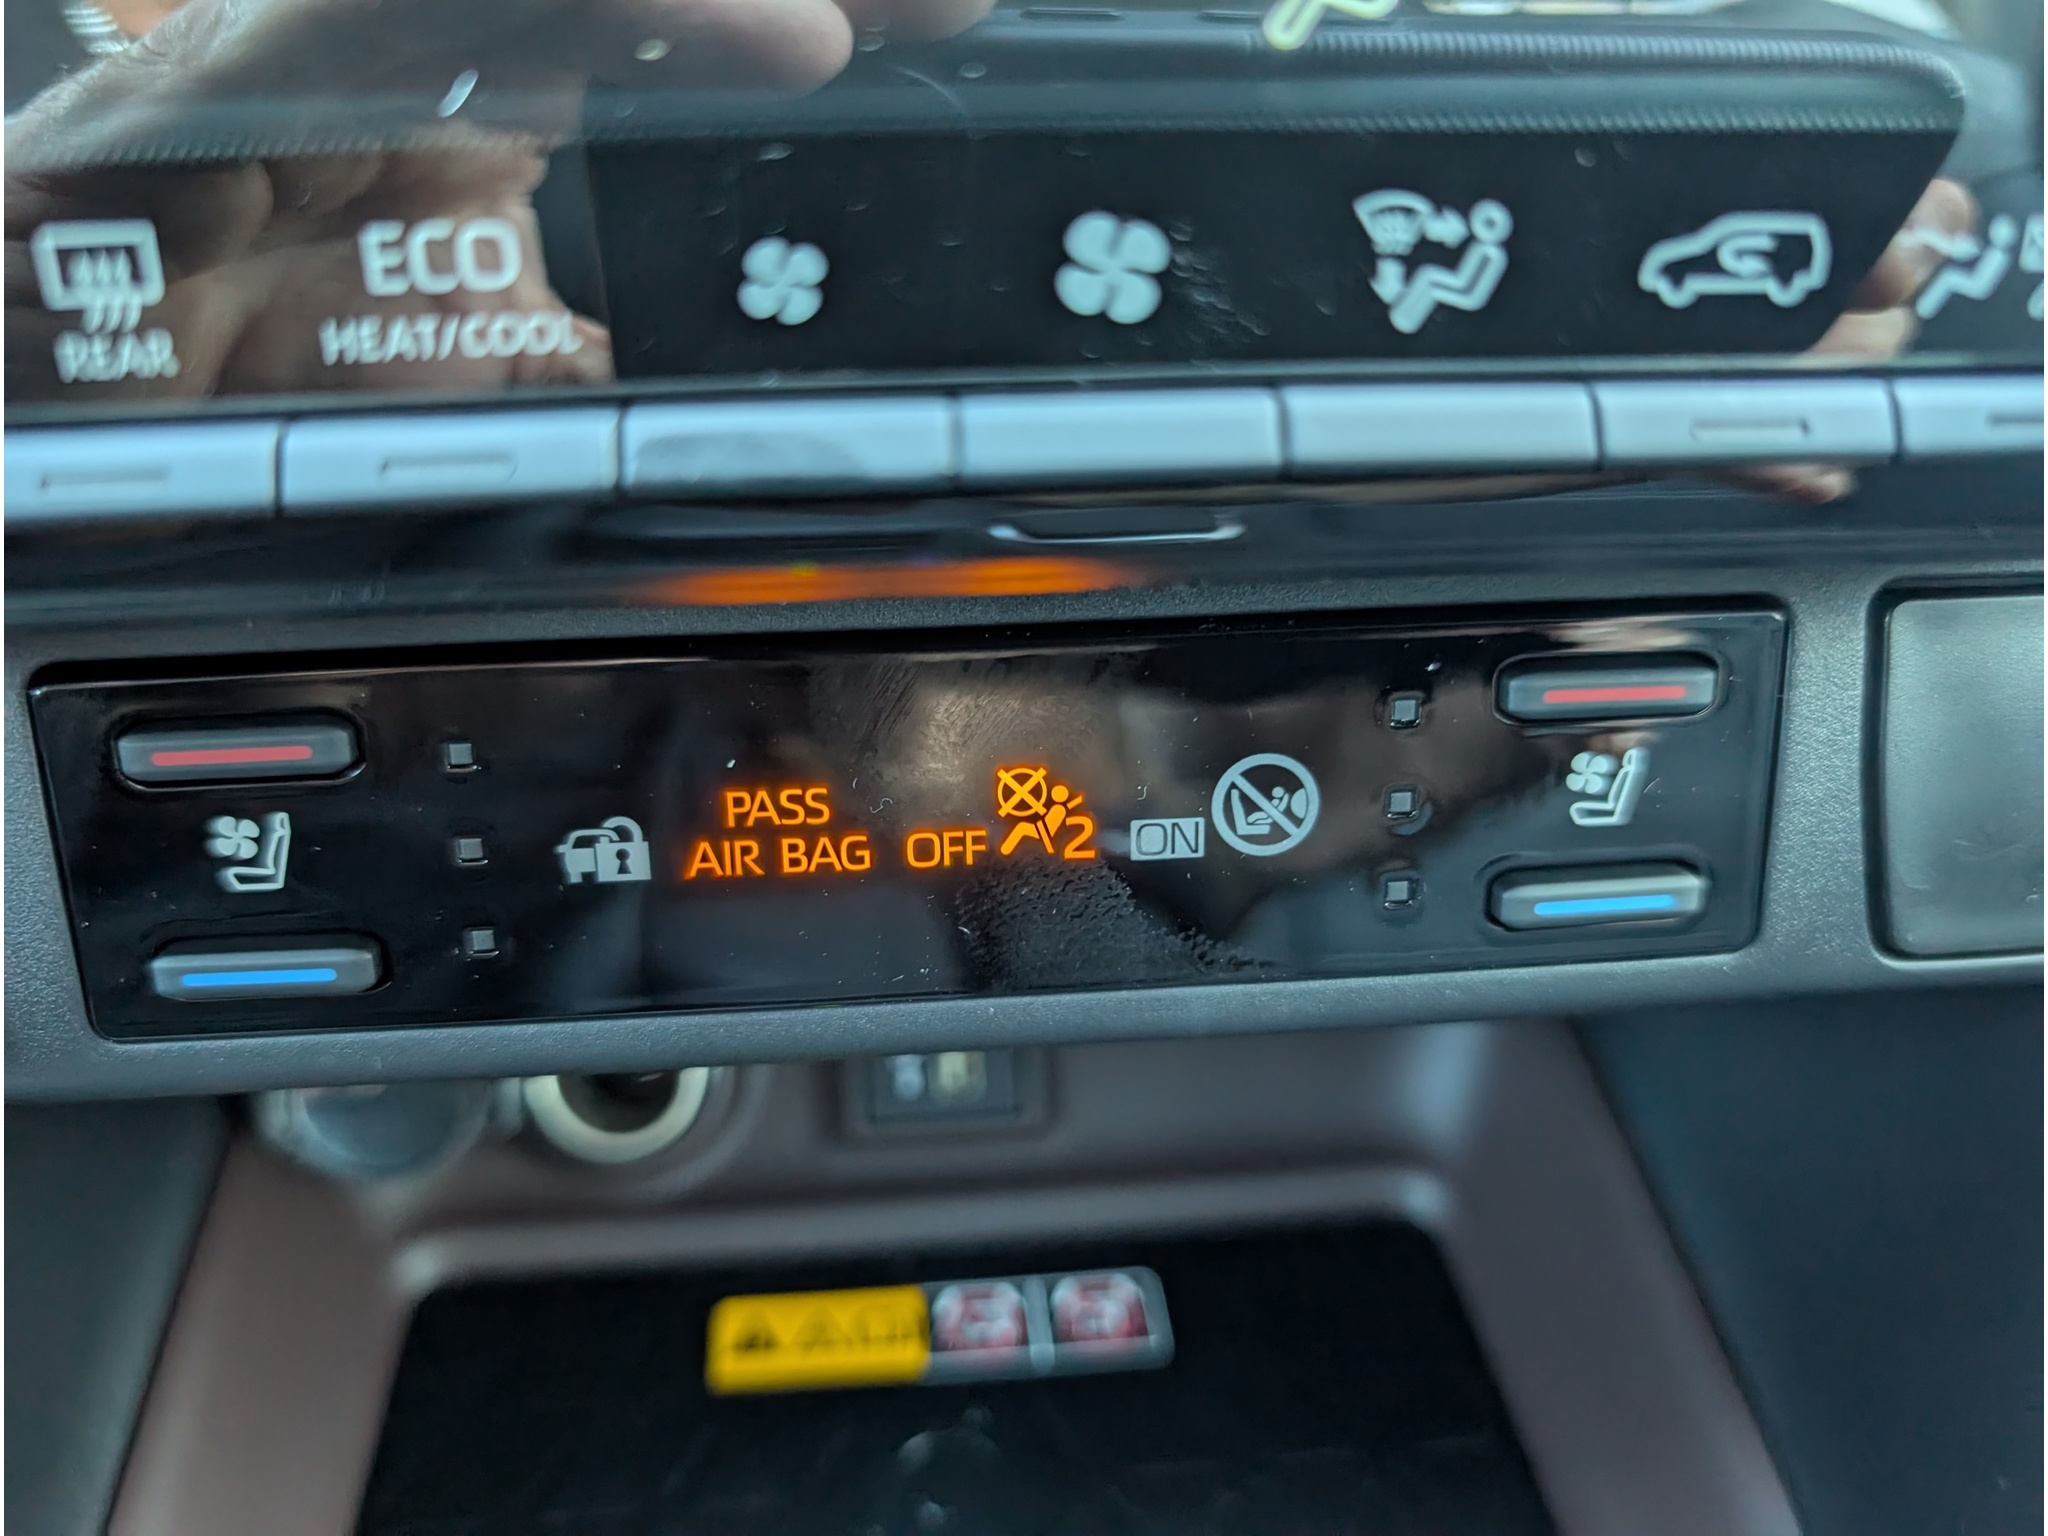 REAR
ECO
HEAT/COOL
PASS
AIR BAG OFF 2 ON